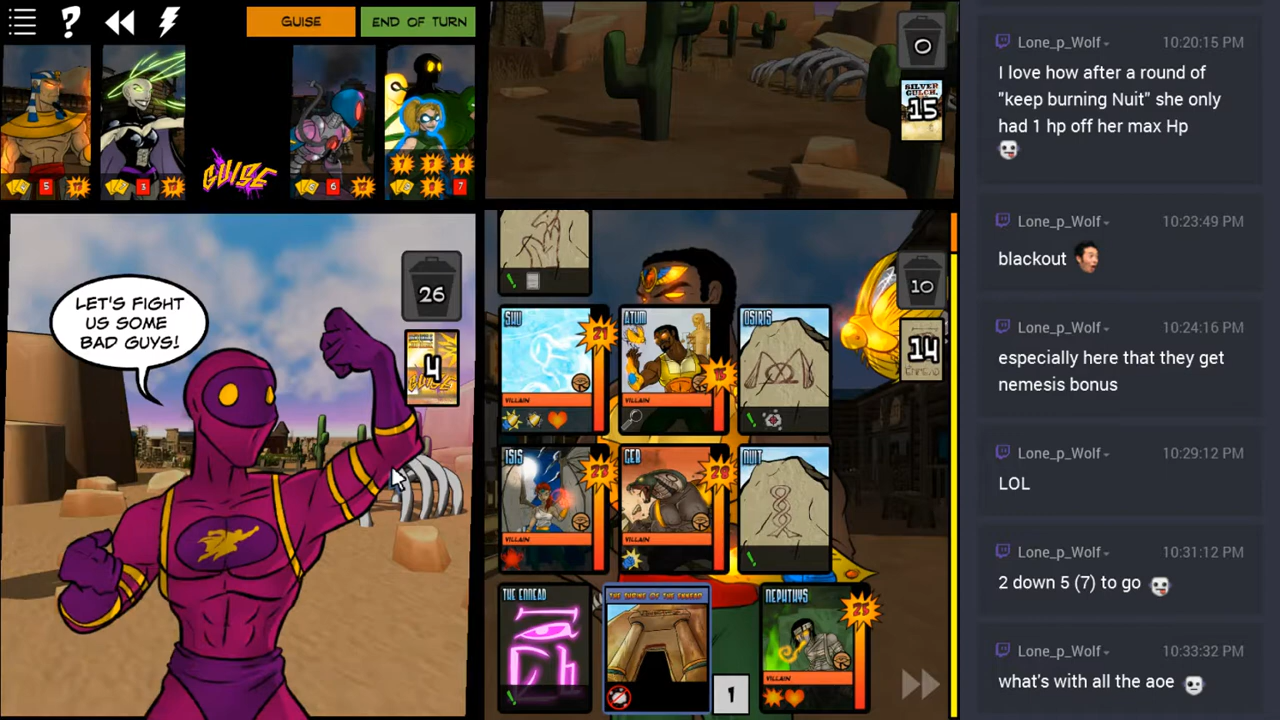 ?
GUISE
END OF TURN
5
3
GUISE
6
7
0
SILVER
GULCH
15
LET'S FIGHT
US SOME
BAD GUYS!
26
4
10
14
ENNEAD
SHU
21
VILLAIN
ATUM
15
VILLAIN
OSIRIS
ISIS
23
VILLAIN
GEB
28
VILLAIN
NUIT
THE ENNEAD
THE SHRINE OF THE ENNEAD
1
NEPHTHYS
25
VILLAIN
Lone_p_Wolf
10:20:15 PM
I love how after a round of
"keep burning Nuit" she only
had 1 hp off her max Hp
Lone_p_Wolf
10:23:49 PM
blackout
Lone_p_Wolf
10:24:16 PM
especially here that they get
nemesis bonus
Lone_p_Wolf
10:29:12 PM
LOL
Lone_p_Wolf
10:31:12 PM
2 down 5 (7) to go
Lone_p_Wolf
10:33:32 PM
what's with all the aoe